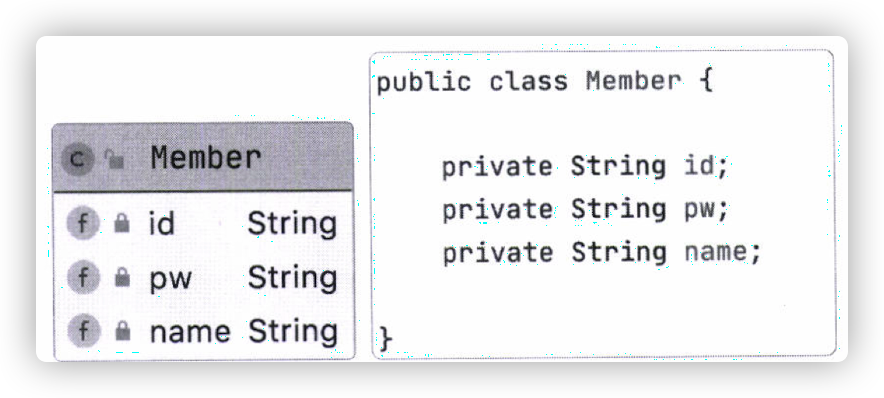 Member
id String
pw String
name String
public class Member {
private String id;
private String pw;
private String name;
}